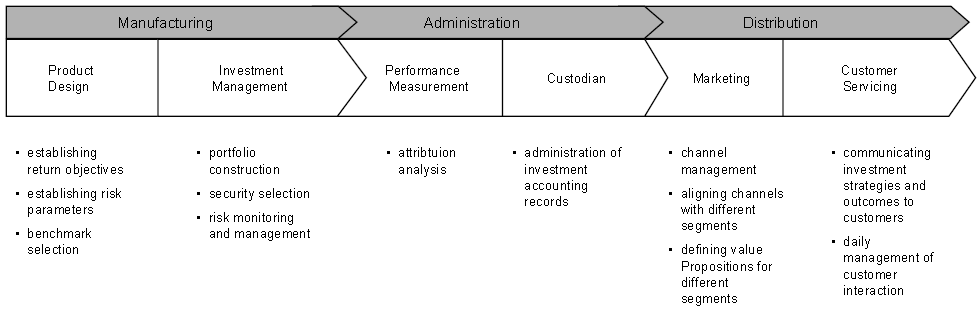 Manufacturing
Administration
Distribution
Product
Design
Investment
Management
Performance
Measurement
Custodian
Marketing
Customer
Servicing
▪ establishing
return objectives
▪ establishing risk
parameters
▪ benchmark
selection
▪ portfolio
construction
▪ security selection
▪ risk monitoring
and management
▪ attribtuion
analysis
▪ administration of
investment
accounting
records
▪ channel
management
▪ aligning channels
with different
segments
▪ defining value
Propositions for
different
segments
▪ communicating
investment
strategies and
outcomes to
customers
▪ daily
management of
customer
interaction